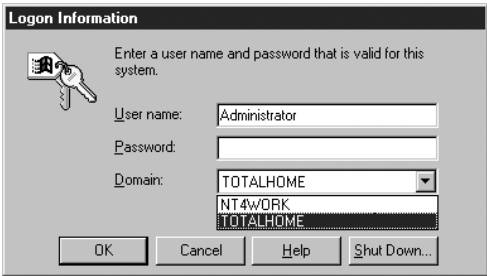 Logon Information
Enter a user name and password that is valid for this
system.
User name: Administrator
Password:
Domain: TOTALHOME
NT4WORK
TOTALHOME
OK Cancel Help Shut Down...